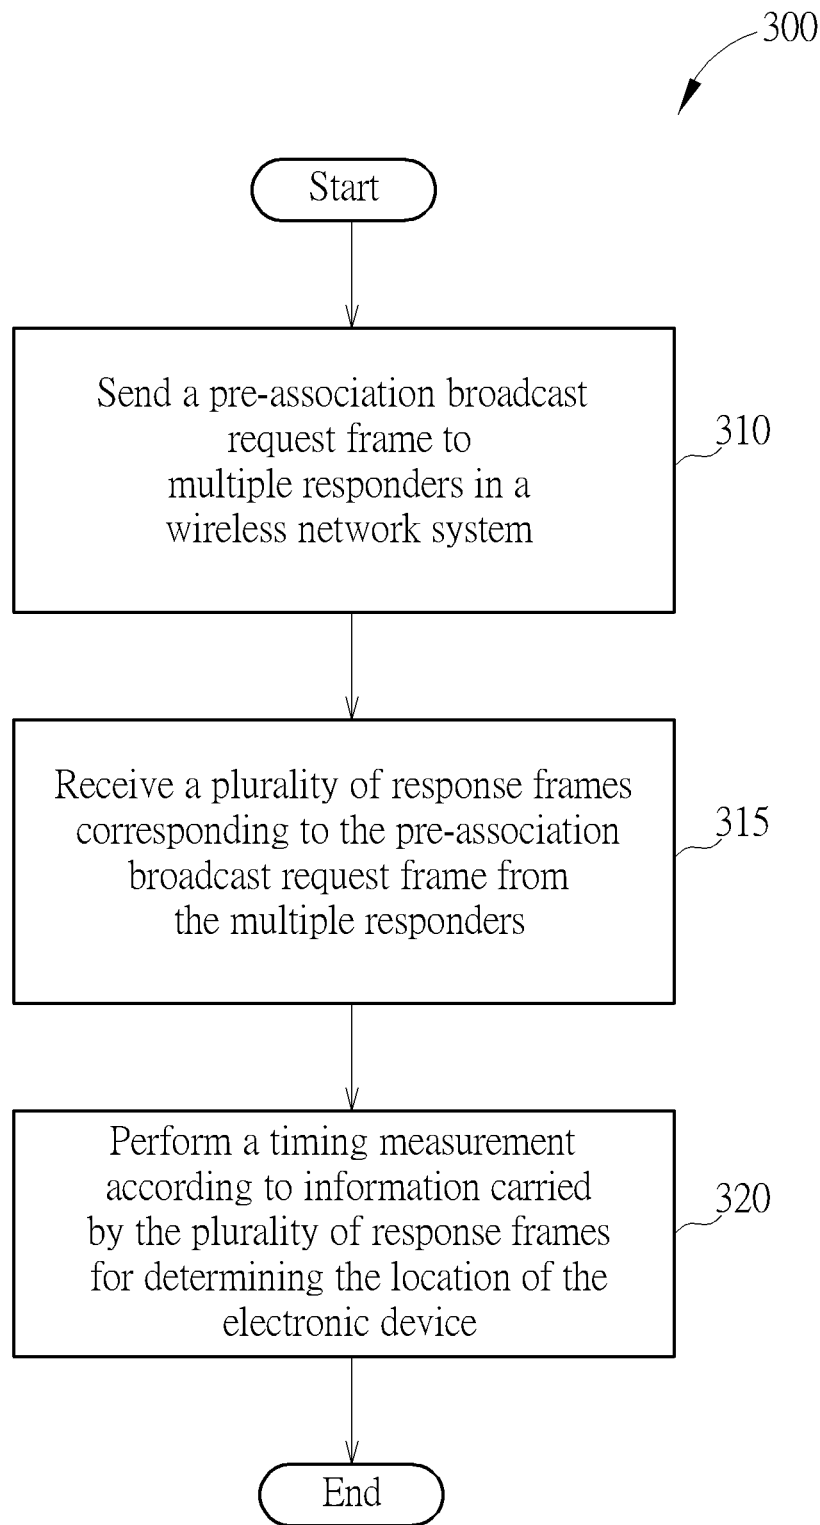 300
Start
Send a pre-association broadcast
request frame to
multiple responders in a
wireless network system
310
Receive a plurality of response frames
corresponding to the pre-association
broadcast request frame from
the multiple responders
315
Perform a timing measurement
according to information carried
by the plurality of response frames
for determining the location of the
electronic device
320
End